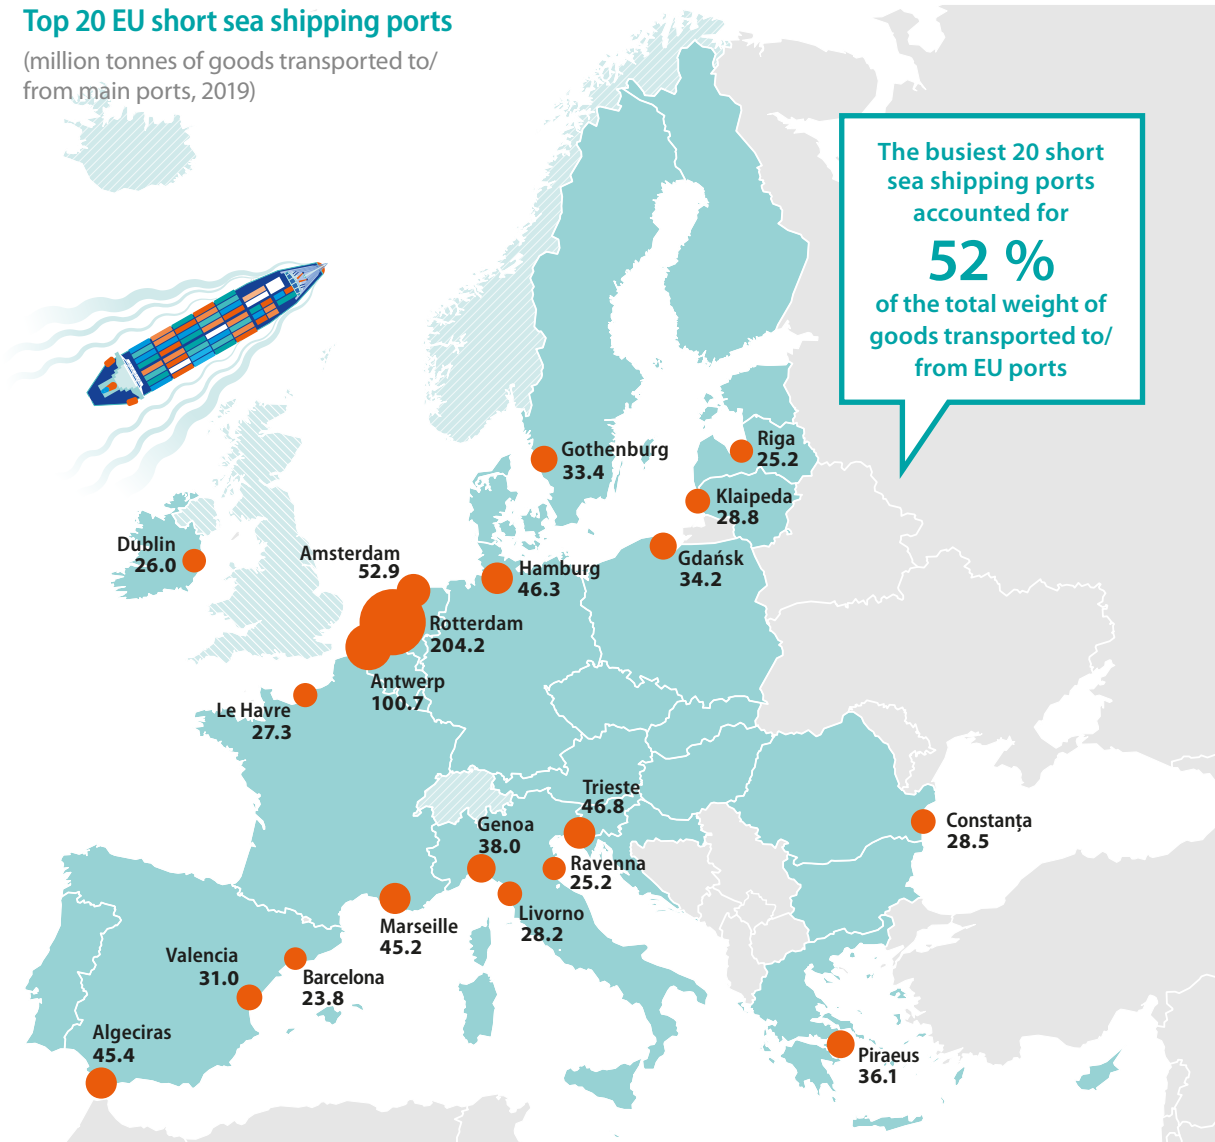 Top 20 EU short sea shipping ports
(million tonnes of goods transported to/
from main ports, 2019)
The busiest 20 short
sea shipping ports
accounted for
52 %
of the total weight of
goods transported to/
from EU ports
Gothenburg
33.4
Riga
25.2
Klaipeda
28.8
Dublin
26.0
Amsterdam
52.9
Hamburg
46.3
Gdańsk
34.2
Rotterdam
204.2
Antwerp
100.7
Le Havre
27.3
Trieste
46.8
Genoa
38.0
Constanța
28.5
Ravenna
25.2
Livorno
28.2
Marseille
45.2
Valencia
31.0
Barcelona
23.8
Algeciras
45.4
Piraeus
36.1